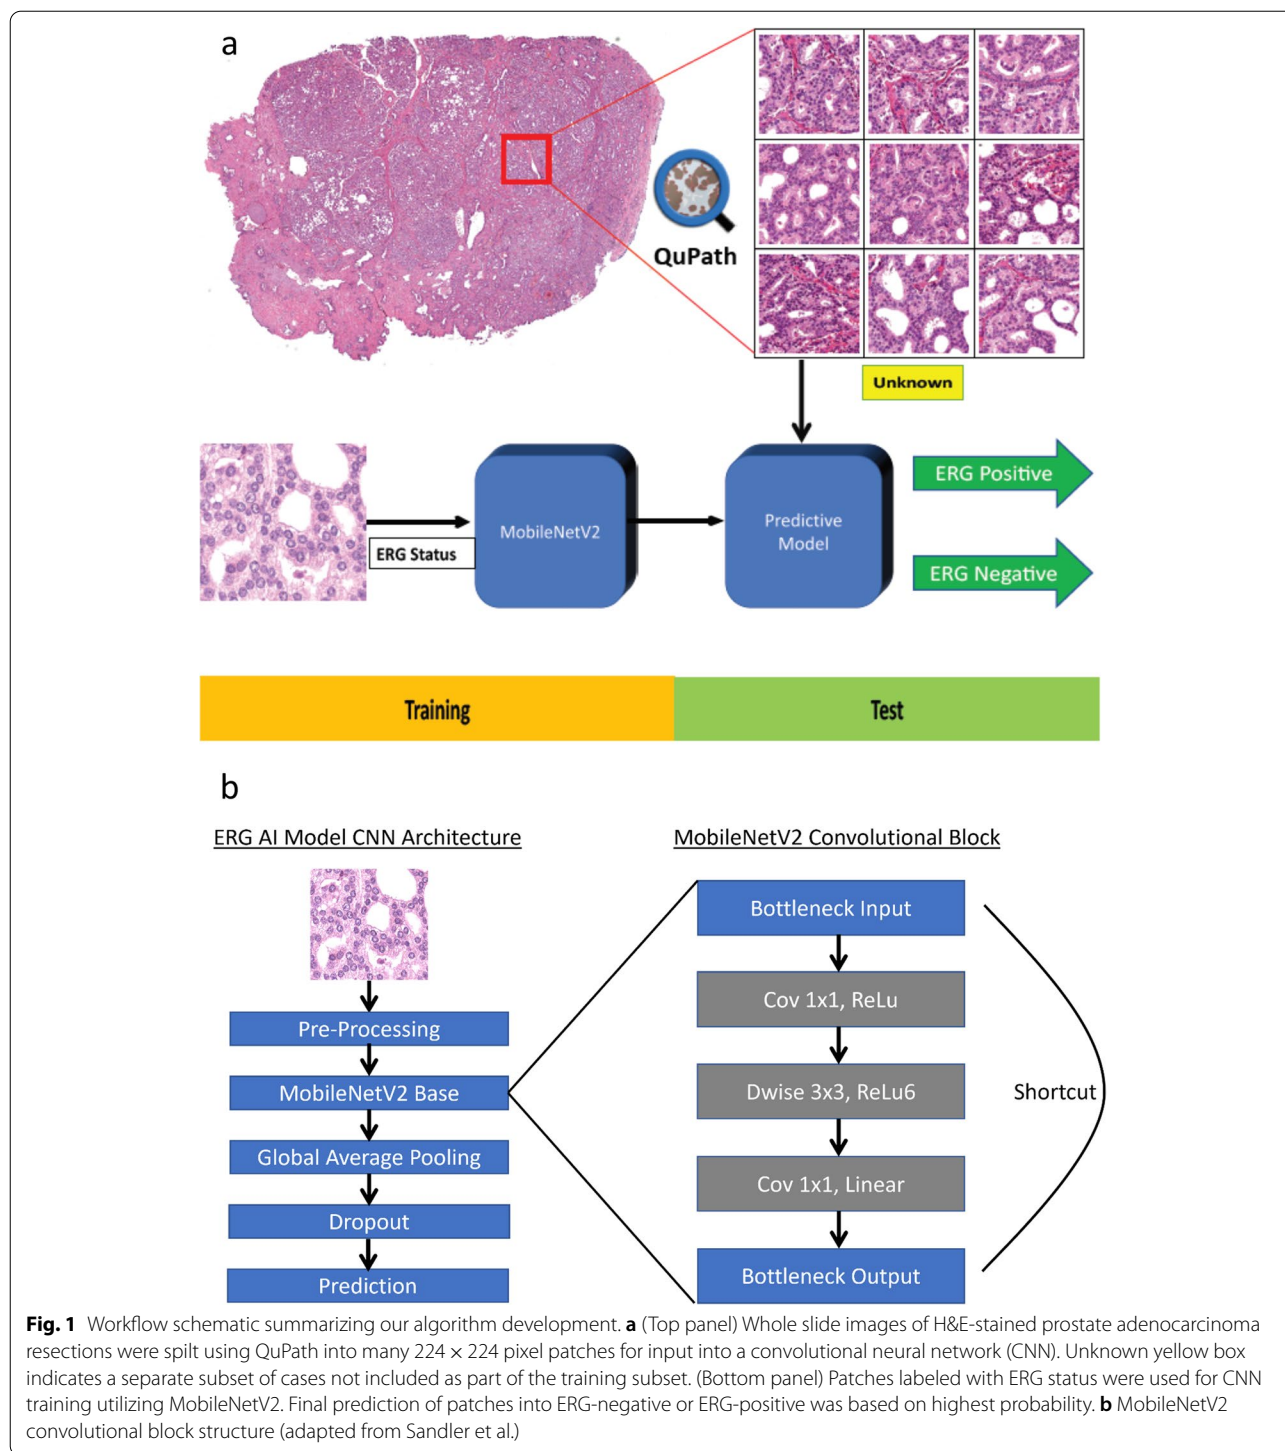 a
QuPath
Unknown
ERG Status
MobileNetV2
Predictive
Model
ERG Positive
ERG Negative
Training
Test
b
ERG AI Model CNN Architecture
Pre-Processing
MobileNetV2 Base
Global Average Pooling
Dropout
Prediction
MobileNetV2 Convolutional Block
Bottleneck Input
Cov 1x1, ReLu
Dwise 3x3, ReLu6
Cov 1x1, Linear
Bottleneck Output
Shortcut
Fig. 1 Workflow schematic summarizing our algorithm development. a (Top panel) Whole slide images of H&E-stained prostate adenocarcinoma
resections were spilt using QuPath into many 224 × 224 pixel patches for input into a convolutional neural network (CNN). Unknown yellow box
indicates a separate subset of cases not included as part of the training subset. (Bottom panel) Patches labeled with ERG status were used for CNN
training utilizing MobileNetV2. Final prediction of patches into ERG-negative or ERG-positive was based on highest probability. b MobileNetV2
convolutional block structure (adapted from Sandler et al.)